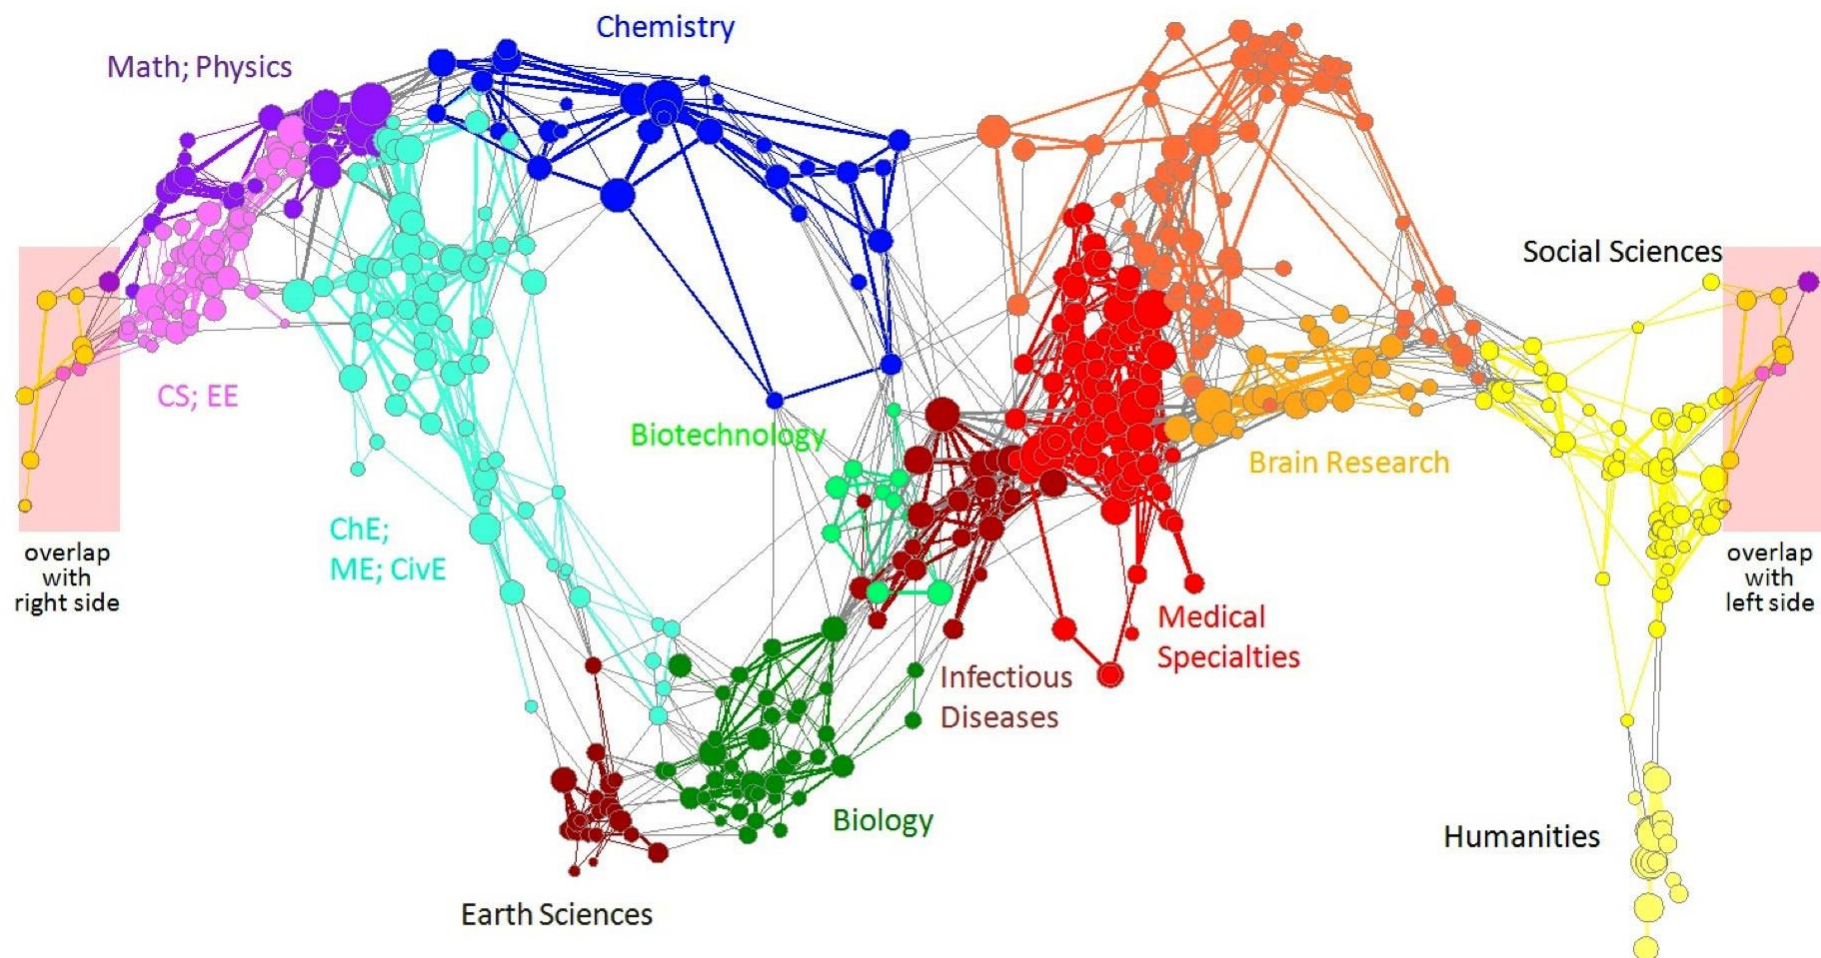 Chemistry
Math; Physics
Social Sciences
CS; EE
Biotechnology
Brain Research
ChE;
ME; CivE
overlap
with
right side
overlap
with
left side
Medical
Specialties
Infectious
Diseases
Biology
Humanities
Earth Sciences